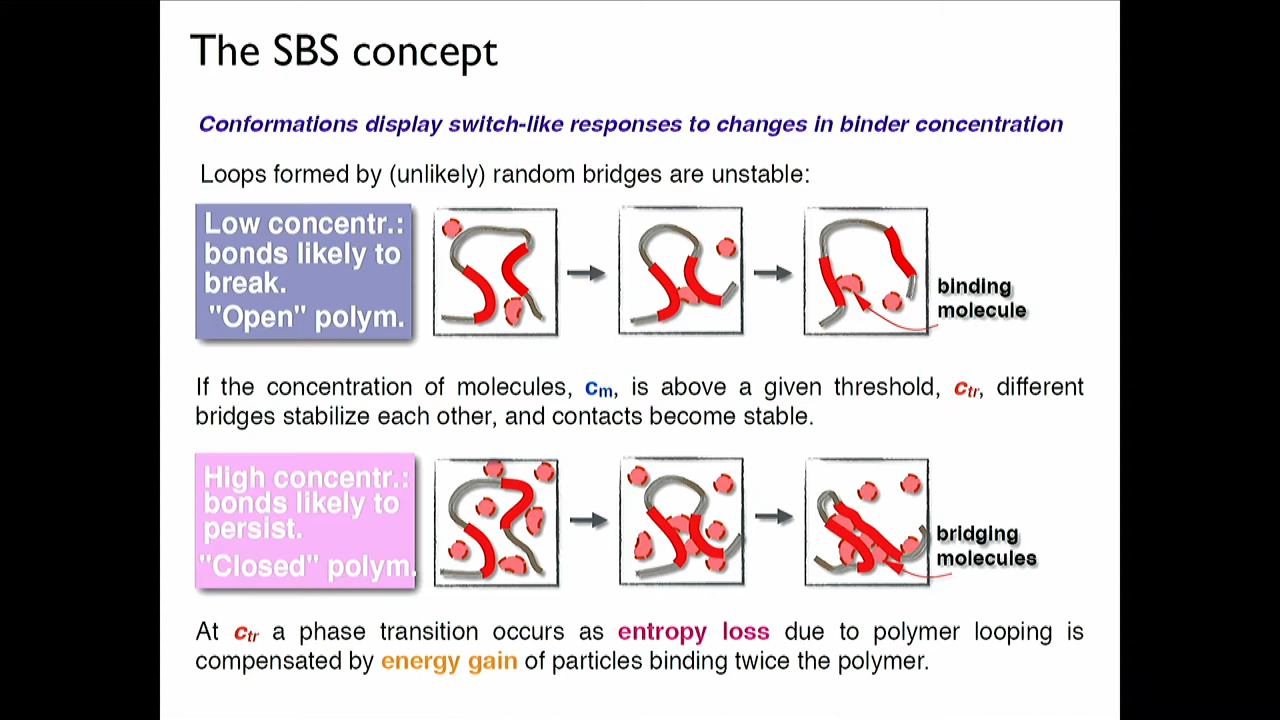 The SBS concept
Conformations display switch-like responses to changes in binder concentration
Loops formed by (unlikely) random bridges are unstable:
Low concentr.:
bonds likely to
break.
"Open" polym.
binding
molecule
If the concentration of molecules, cm, is above a given threshold, ctr, different
bridges stabilize each other, and contacts become stable.
High concentr.:
bonds likely to
persist.
"Closed" polym.
bridging
molecules
At ctr a phase transition occurs as entropy loss due to polymer looping is
compensated by energy gain of particles binding twice the polymer.